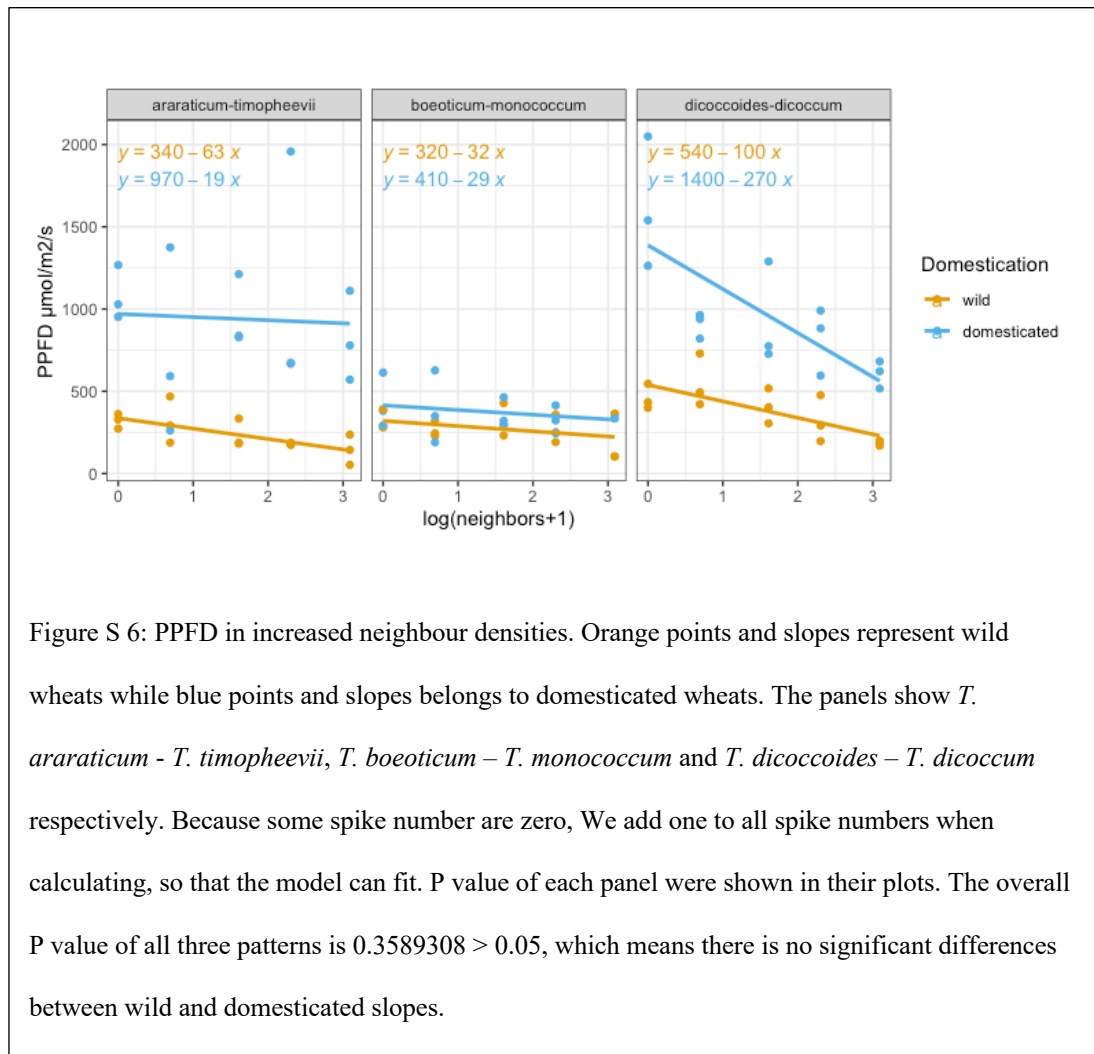 araraticum-timopheevii boeoticum-monococcum dicoccoides-dicoccum
2000
1500
1000
500
0
PPFD µmol/m2/s
y = 340 – 63 x
y = 970 – 19 x
y = 320 – 32 x
y = 410 – 29 x
y = 540 – 100 x
y = 1400 – 270 x
Domestication
a wild
a domesticated
0 1 2 3 0 1 2 3 0 1 2 3
log(neighbors+1)
Figure S 6: PPFD in increased neighbour densities. Orange points and slopes represent wild
wheats while blue points and slopes belongs to domesticated wheats. The panels show T.
araraticum - T. timopheevii, T. boeoticum – T. monococcum and T. dicoccoides – T. dicoccum
respectively. Because some spike number are zero, We add one to all spike numbers when
calculating, so that the model can fit. P value of each panel were shown in their plots. The overall
P value of all three patterns is 0.3589308 > 0.05, which means there is no significant differences
between wild and domesticated slopes.